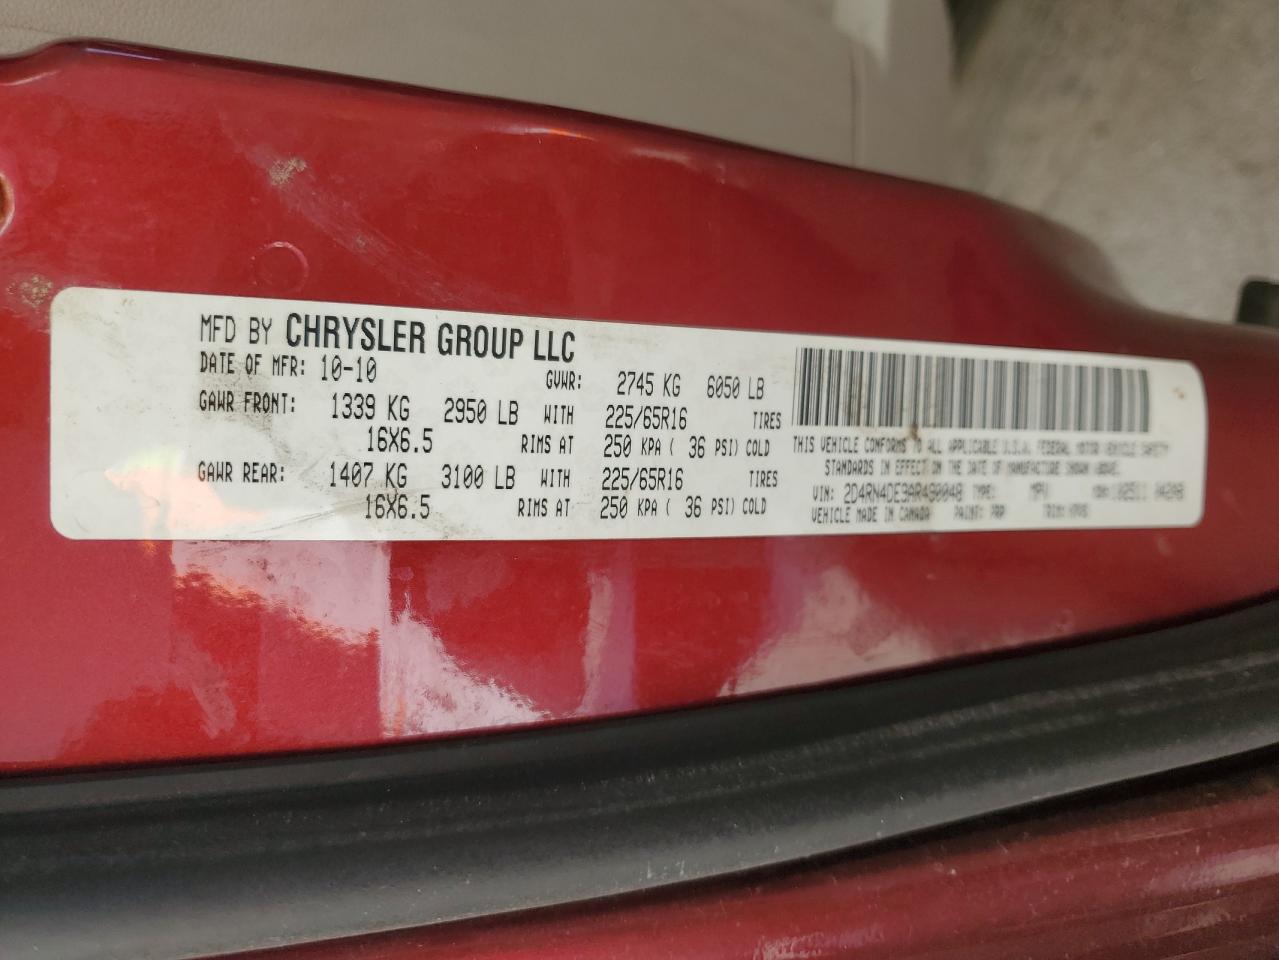 MFD BY CHRYSLER GROUP LLC
DATE OF MFR: 10-10 GVWR: 2745 KG 6050 LB
GAWR FRONT: 1339 KG 2950 LB WITH 225/65R16 TIRES
16X6.5 RIMS AT 250 KPA ( 36 PSI) COLD
GAWR REAR: 1407 KG 3100 LB WITH 225/65R16 TIRES
16X6.5 RIMS AT 250 KPA ( 36 PSI) COLD
THIS VEHICLE CONFORMS TO ALL APPLICABLE U.S.A. FEDERAL MOTOR VEHICLE SAFETY
STANDARDS IN EFFECT ON THE DATE OF MANUFACTURE SHOWN ABOVE.
VIN: TYPE: MPV
VEHICLE MADE IN CANADA PAINT: PRP TRIM: